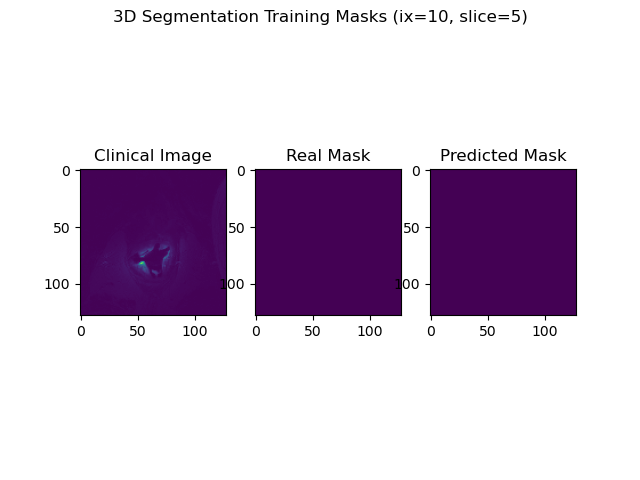 3D Segmentation Training Masks (ix=10, slice=5)
Clinical Image Real Mask Predicted Mask
0 0 0
50 50 50
100 100 100
0 50 100 0 50 100 0 50 100